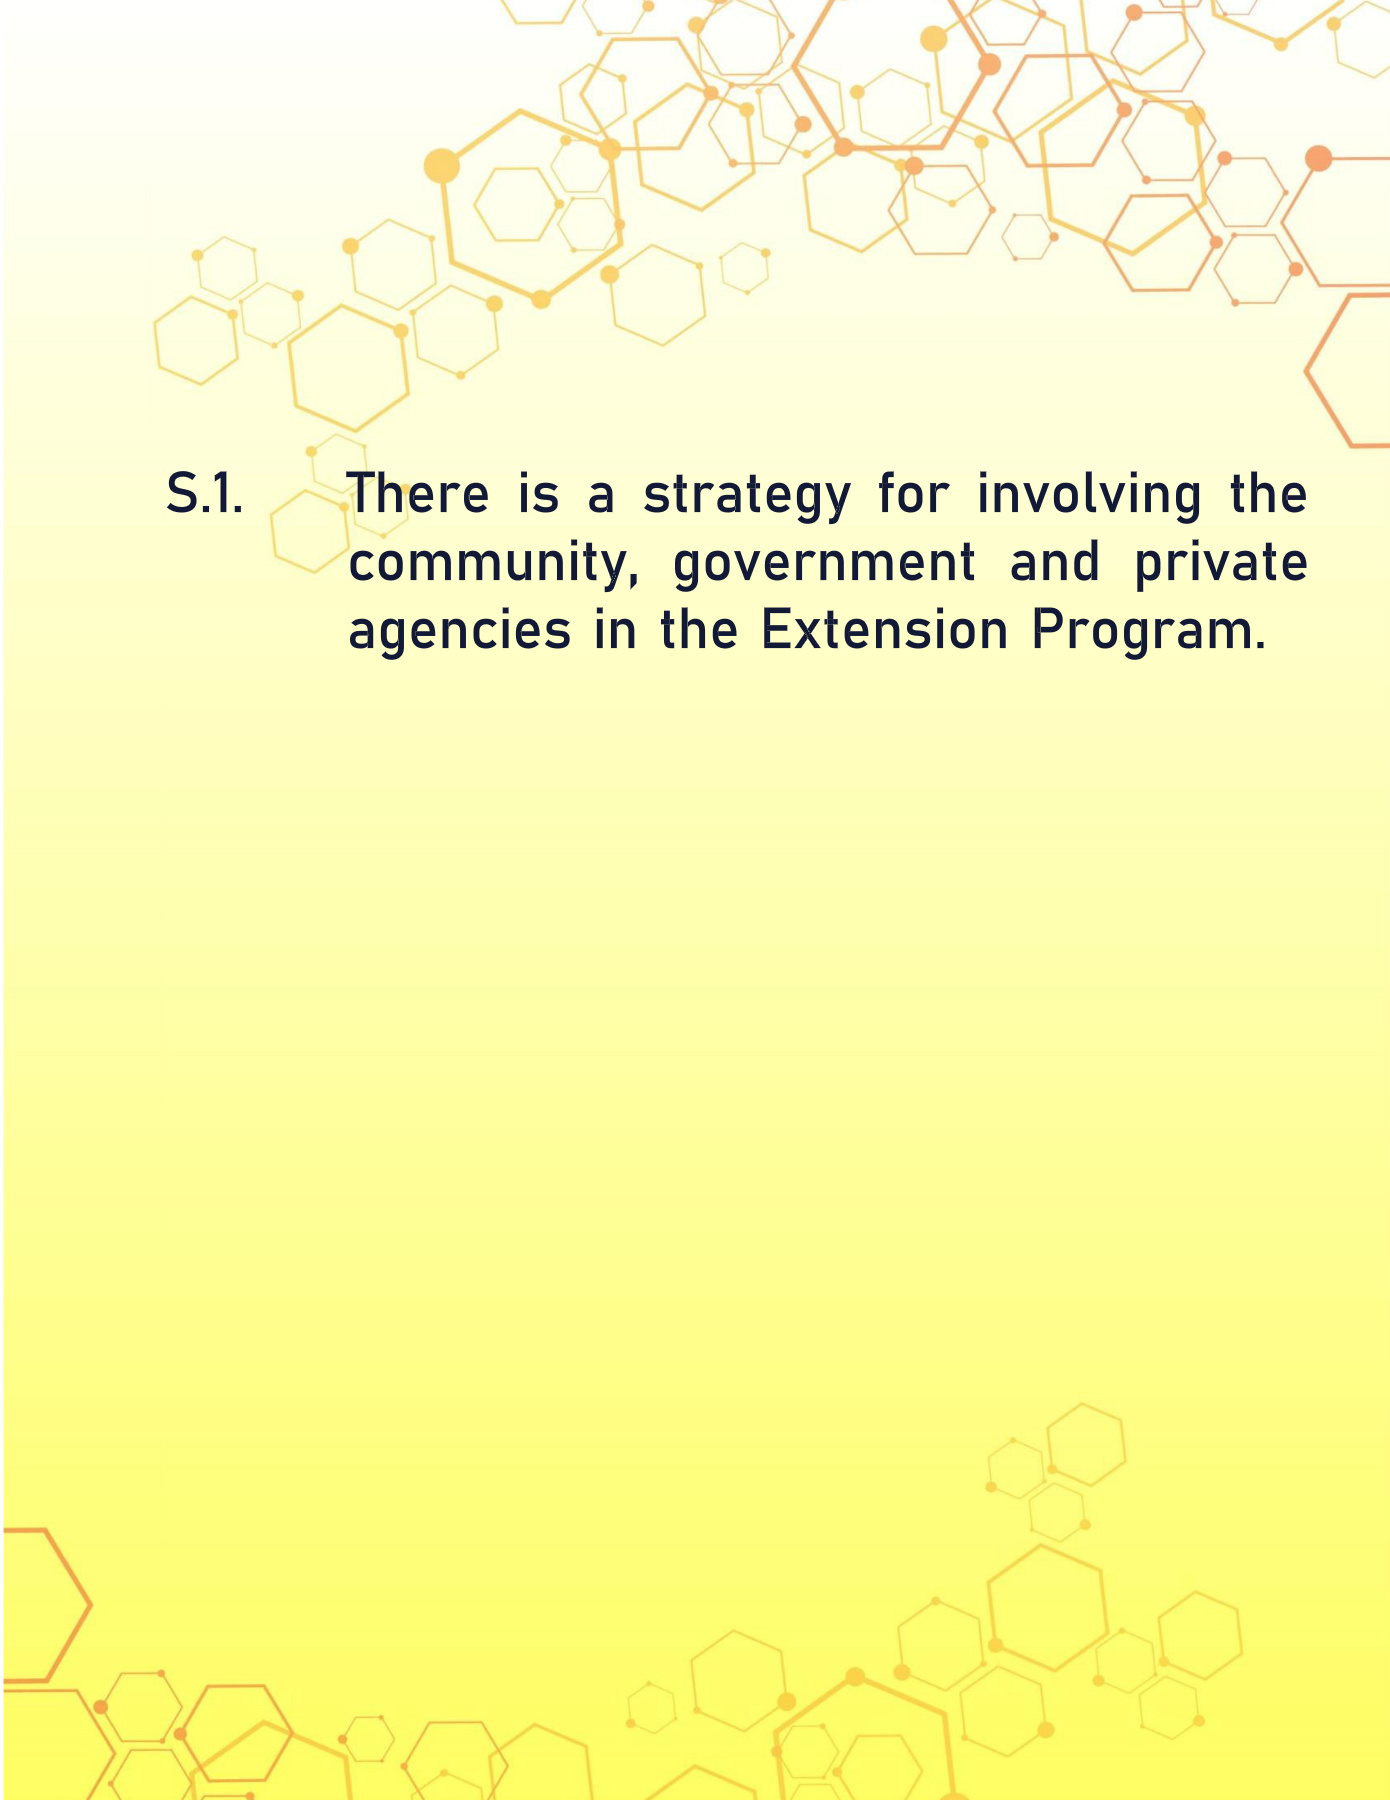 S.1. There is a strategy for involving the
community, government and private
agencies in the Extension Program.